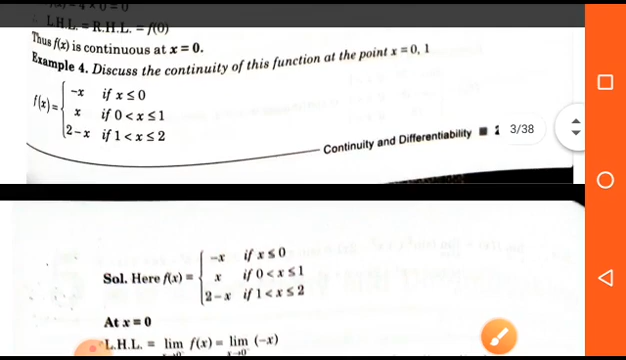 L.H.L. = R.H.L. = f(0)
Thus f(x) is continuous at x = 0.
Example 4. Discuss the continuity of this function at the point x = 0, 1
f(x) = { -x if x ≤ 0
x if 0 < x ≤ 1
2 - x if 1 < x ≤ 2
Continuity and Differentiability ■
3/38
Sol. Here f(x) = { -x if x ≤ 0
x if 0 < x ≤ 1
2 - x if 1 < x ≤ 2
At x = 0
L.H.L. = lim f(x) = lim (-x)
x→0⁻ x→0⁻